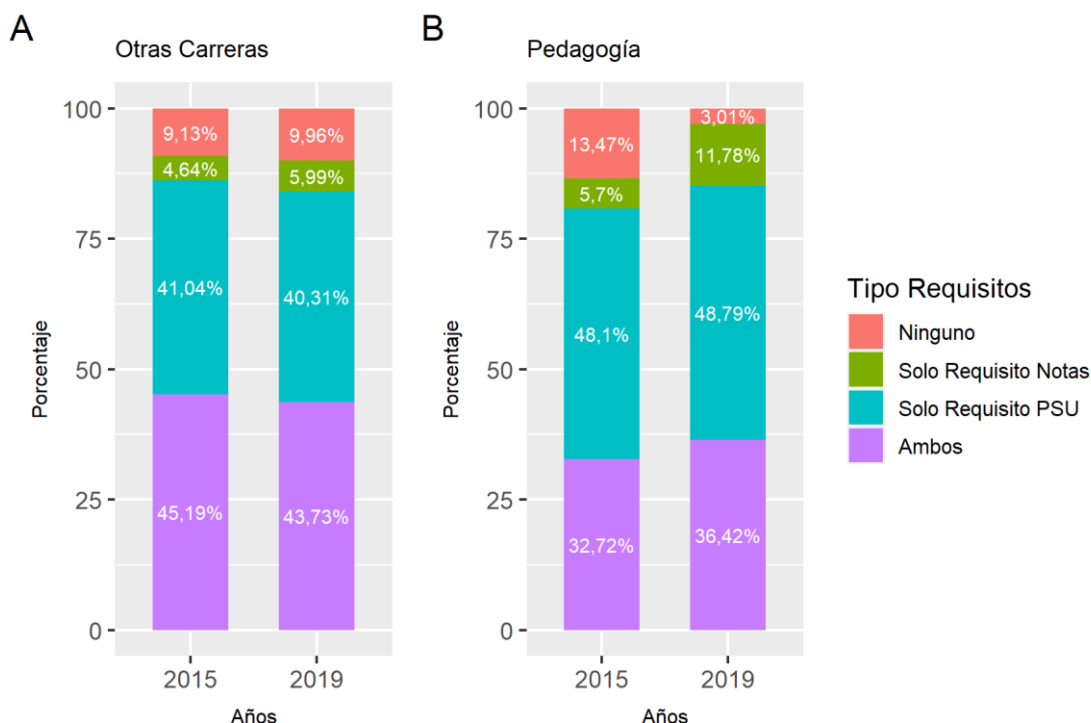 A
Otras Carreras
Porcentaje
100
75
50
25
0
9,13%
9,96%
4,64%
5,99%
41,04%
40,31%
45,19%
43,73%
2015
2019
Años
B
Pedagogía
Porcentaje
100
75
50
25
0
13,47%
3,01%
5,7%
11,78%
48,1%
48,79%
32,72%
36,42%
2015
2019
Años
Tipo Requisitos
Ninguno
Solo Requisito Notas
Solo Requisito PSU
Ambos